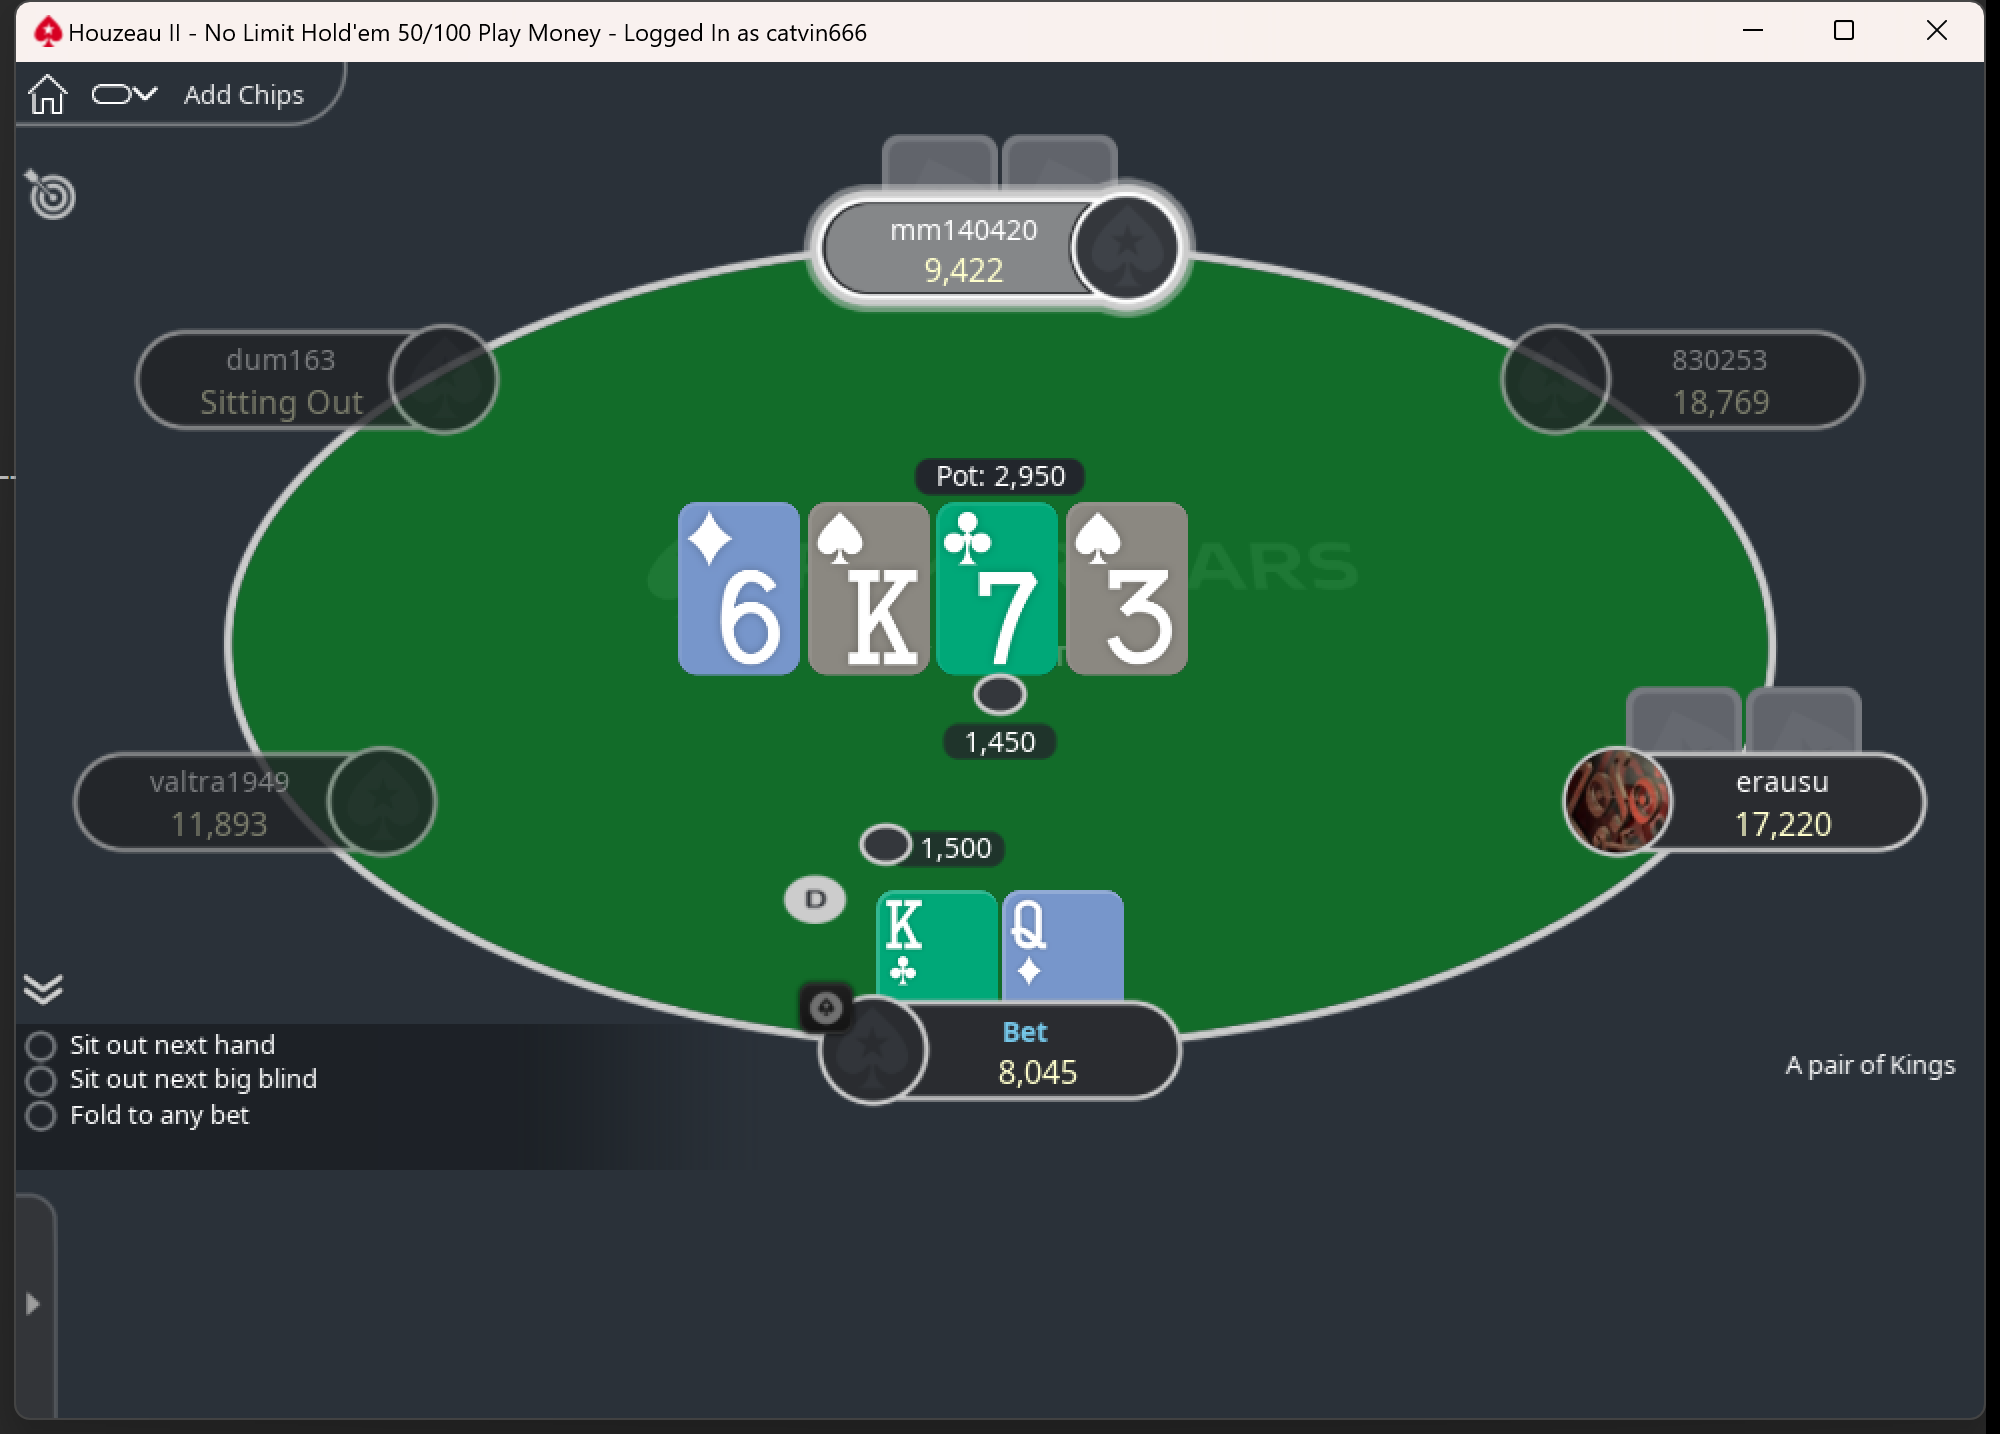 Houzeau II - No Limit Hold'em 50/100 Play Money - Logged In as catvin666
Add Chips
mm140420
9,422
dum163
Sitting Out
830253
18,769
Pot: 2,950
6
K
7
3
ARS
1,450
valtra1949
11,893
erausu
17,220
1,500
D
K
Q
Bet
8,045
Sit out next hand
Sit out next big blind
Fold to any bet
A pair of Kings